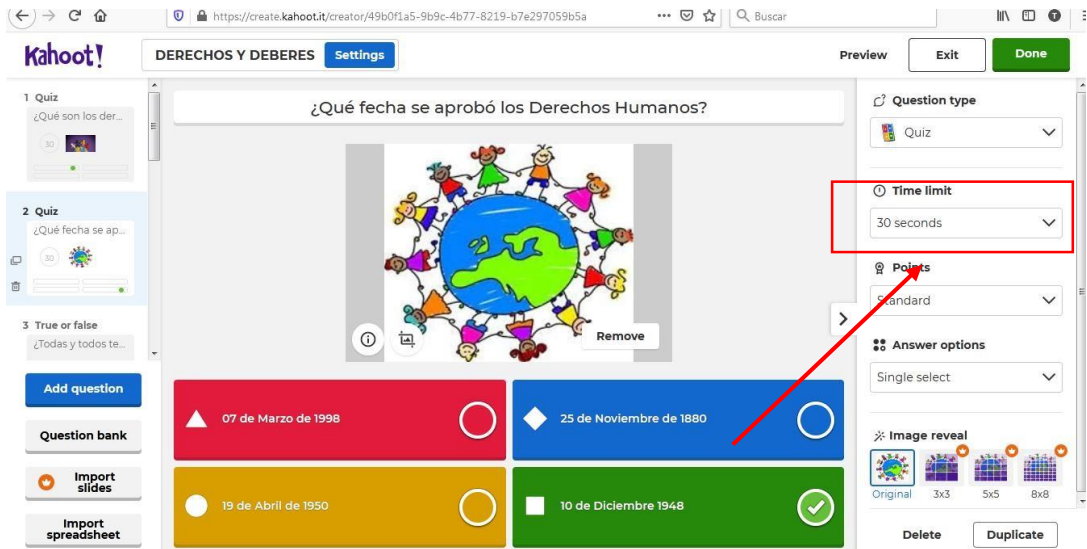 https://create.kahoot.it/creator/49b0f1a5-9b9c-4b77-8219-b7e297059b5a
Buscar
Kahoot!
DERECHOS Y DEBERES
Settings
Preview
Exit
Done
1 Quiz
¿Qué son los der...
30
2 Quiz
¿Qué fecha se ap...
30
3 True or false
¿Todas y todos te...
Add question
Question bank
Import
slides
Import
spreadsheet
¿Qué fecha se aprobó los Derechos Humanos?
Remove
07 de Marzo de 1998
25 de Noviembre de 1880
19 de Abril de 1950
10 de Diciembre 1948
Question type
Quiz
Time limit
30 seconds
Points
Standard
Answer options
Single select
Image reveal
Original
3x3
5x5
8x8
Delete
Duplicate